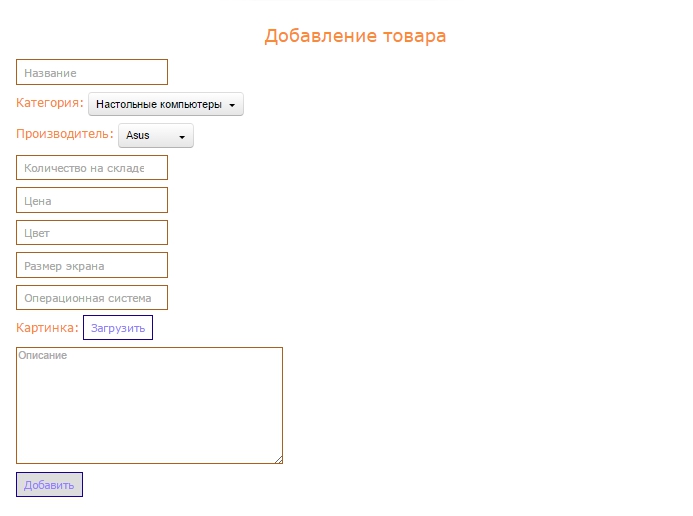 Добавление товара
Название
Категория: Настольные компьютеры
Производитель: Asus
Количество на складе
Цена
Цвет
Размер экрана
Операционная система
Картинка: Загрузить
Описание
Добавить